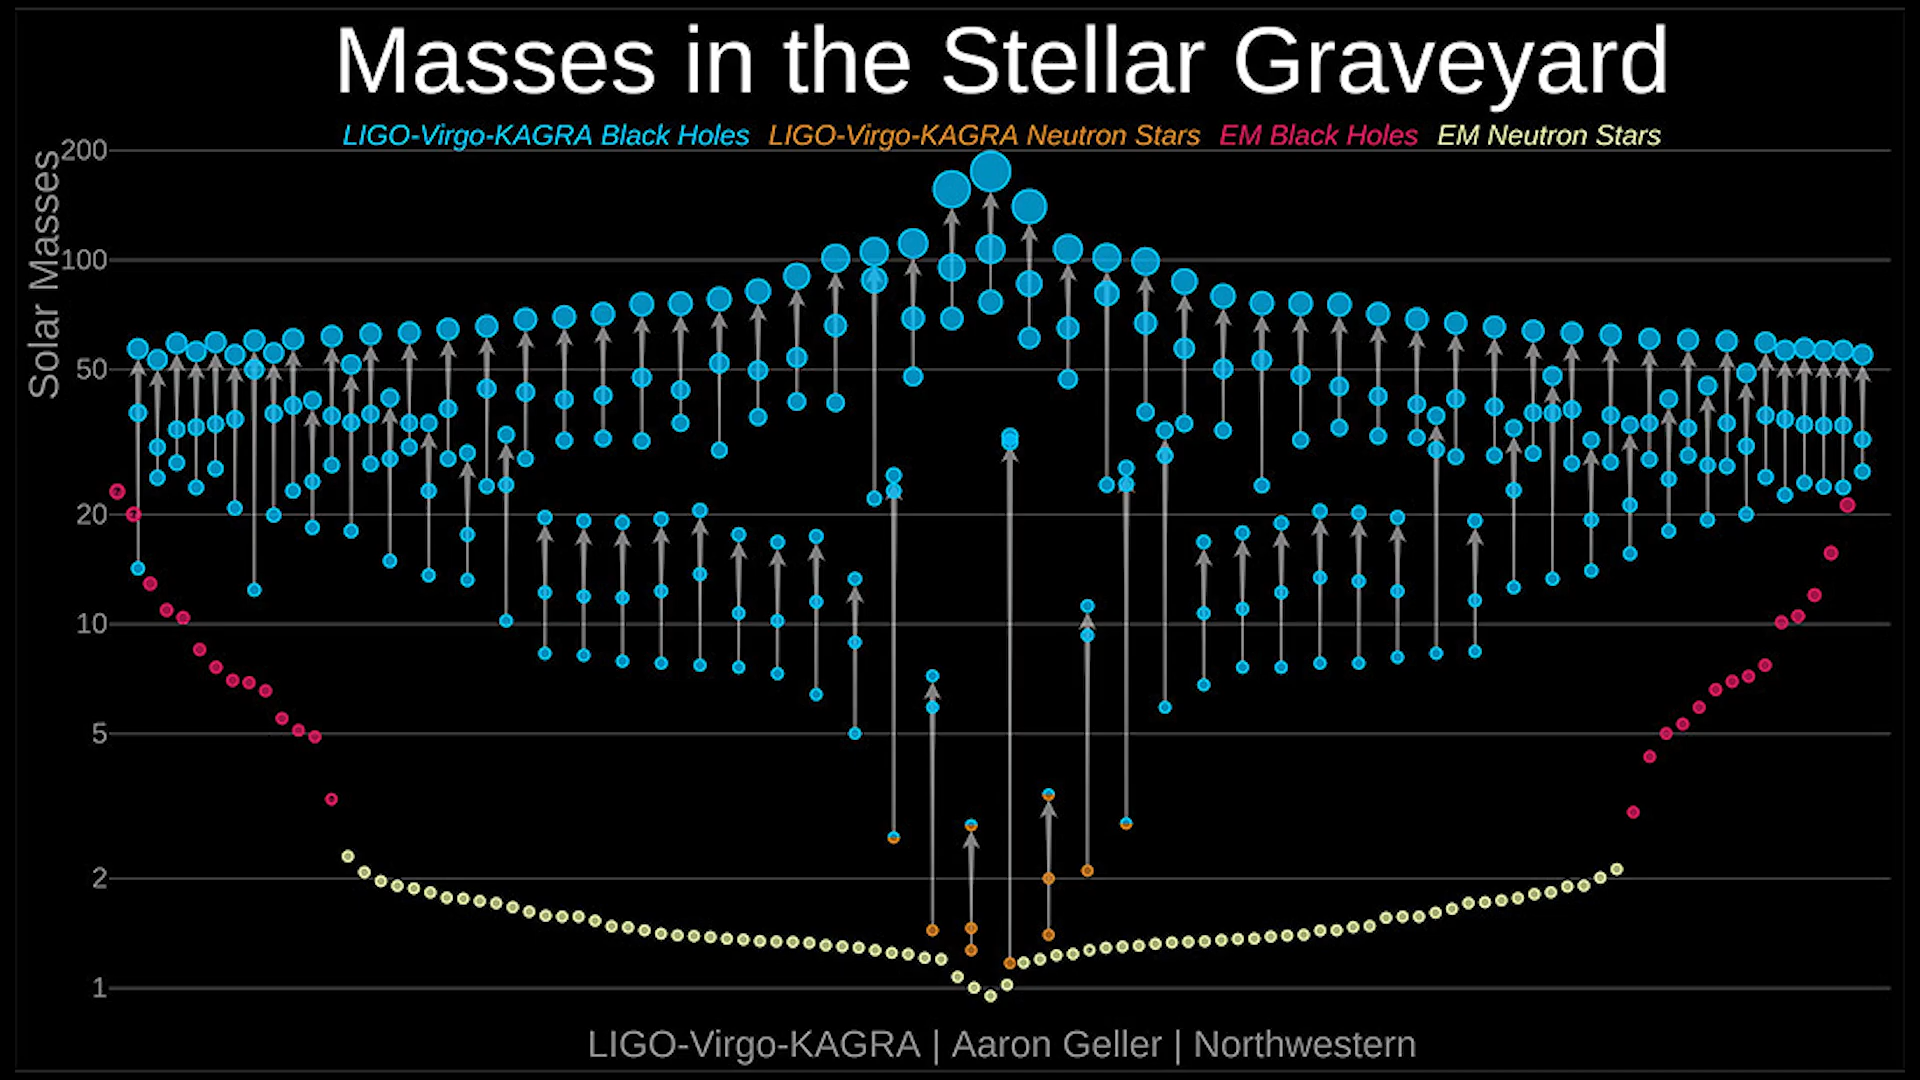 Masses in the Stellar Graveyard
LIGO-Virgo-KAGRA Black Holes LIGO-Virgo-KAGRA Neutron Stars EM Black Holes EM Neutron Stars
Solar Masses
200
100
50
20
10
5
2
1
LIGO-Virgo-KAGRA | Aaron Geller | Northwestern